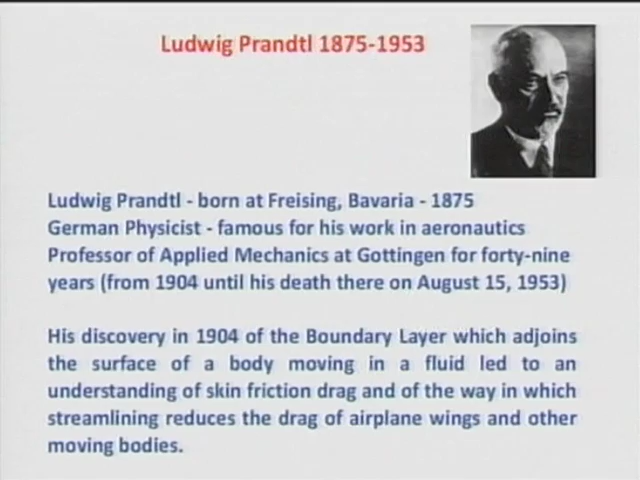 Ludwig Prandtl 1875-1953
Ludwig Prandtl - born at Freising, Bavaria - 1875
German Physicist - famous for his work in aeronautics
Professor of Applied Mechanics at Gottingen for forty-nine
years (from 1904 until his death there on August 15, 1953)
His discovery in 1904 of the Boundary Layer which adjoins
the surface of a body moving in a fluid led to an
understanding of skin friction drag and of the way in which
streamlining reduces the drag of airplane wings and other
moving bodies.